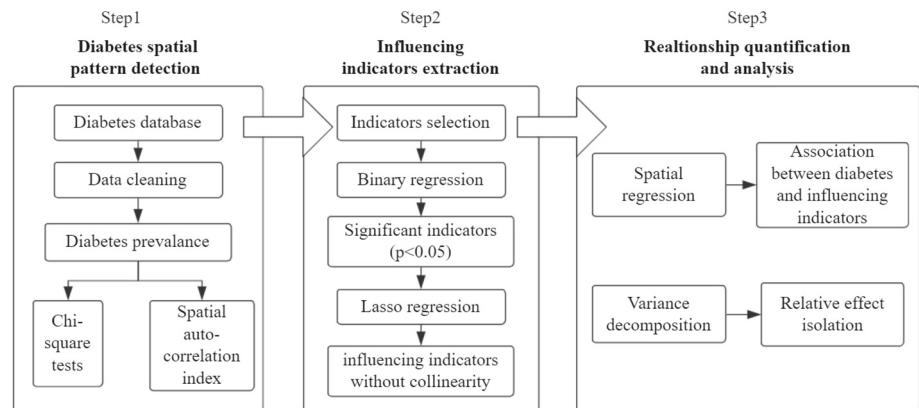 Step1
Diabetes spatial
pattern detection
Diabetes database
Data cleaning
Diabetes prevalance
Chi-
square
tests
Spatial
auto-
correlation
index
Step2
Influencing
indicators extraction
Indicators selection
Binary regression
Significant indicators
(p<0.05)
Lasso regression
influencing indicators
without collinearity
Step3
Realtionship quantification
and analysis
Spatial
regression
Association
between diabetes
and influencing
indicators
Variance
decomposition
Relative effect
isolation